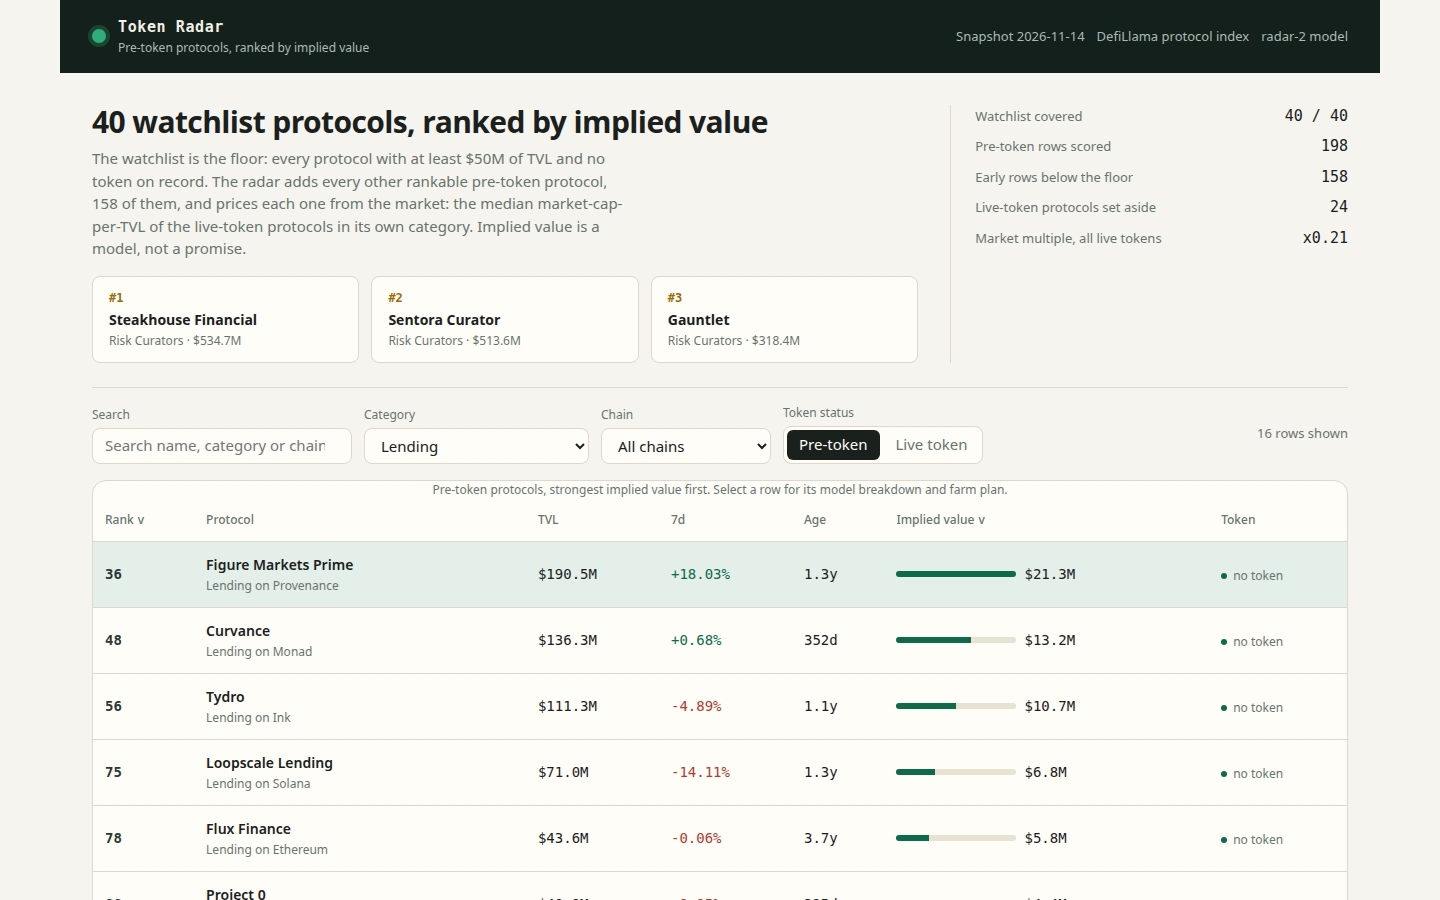 Token Radar
Pre-token protocols, ranked by implied value
Snapshot 2026-11-14 DefiLlama protocol index radar-2 model
40 watchlist protocols, ranked by implied value
The watchlist is the floor: every protocol with at least $50M of TVL and no
token on record. The radar adds every other rankable pre-token protocol,
158 of them, and prices each one from the market: the median market-cap-
per-TVL of the live-token protocols in its own category. Implied value is a
model, not a promise.
Watchlist covered 40 / 40
Pre-token rows scored 198
Early rows below the floor 158
Live-token protocols set aside 24
Market multiple, all live tokens x0.21
#1
Steakhouse Financial
Risk Curators · $534.7M
#2
Sentora Curator
Risk Curators · $513.6M
#3
Gauntlet
Risk Curators · $318.4M
Search
Search name, category or chain
Category
Lending
Chain
All chains
Token status
Pre-token Live token
16 rows shown
Pre-token protocols, strongest implied value first. Select a row for its model breakdown and farm plan.
Rank v Protocol TVL 7d Age Implied value v Token
36 Figure Markets Prime $190.5M +18.03% 1.3y $21.3M no token
Lending on Provenance
48 Curvance $136.3M +0.68% 352d $13.2M no token
Lending on Monad
56 Tydro $111.3M -4.89% 1.1y $10.7M no token
Lending on Ink
75 Loopscale Lending $71.0M -14.11% 1.3y $6.8M no token
Lending on Solana
78 Flux Finance $43.6M -0.06% 3.7y $5.8M no token
Lending on Ethereum
Project 0